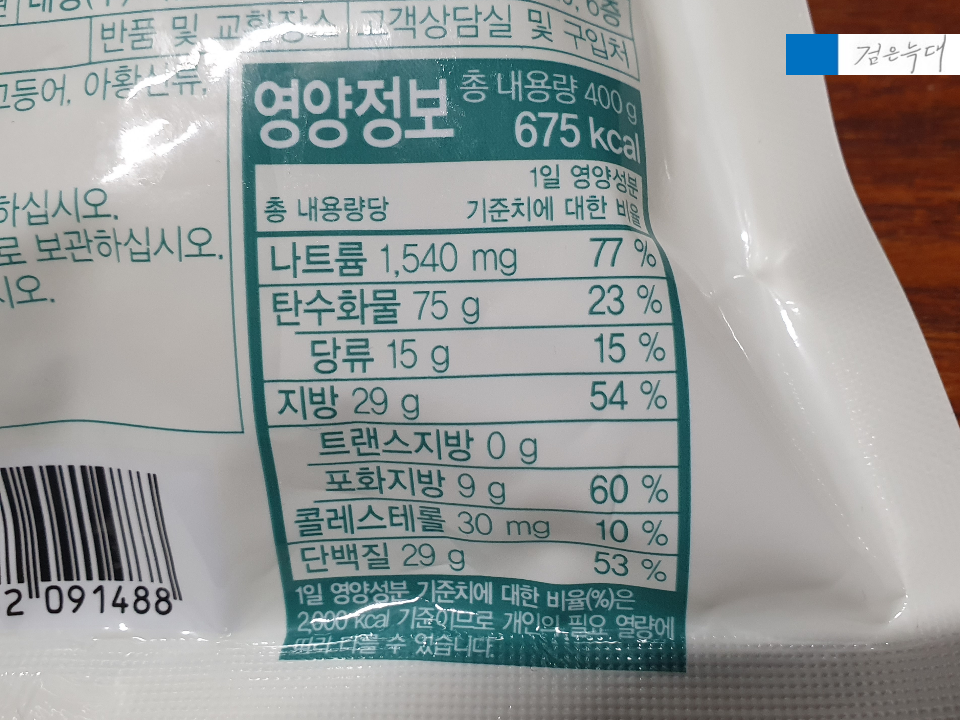 6종
검은늑대
반품 및 교환장소 고객상담실 및 구입처
고등어, 아황산류,
영양정보 총 내용량 400 g
675 kcal
1일 영양성분
총 내용량당 기준치에 대한 비율
하십시오.
로 보관하십시오.
시오.
나트륨 1,540 mg 77 %
탄수화물 75 g 23 %
당류 15 g 15 %
지방 29 g 54 %
트랜스지방 0 g
포화지방 9 g 60 %
콜레스테롤 30 mg 10 %
단백질 29 g 53 %
1일 영양성분 기준치에 대한 비율(%)은
2,000 kcal 기준이므로 개인의 필요 열량에
따라 다를 수 있습니다.
2 091488